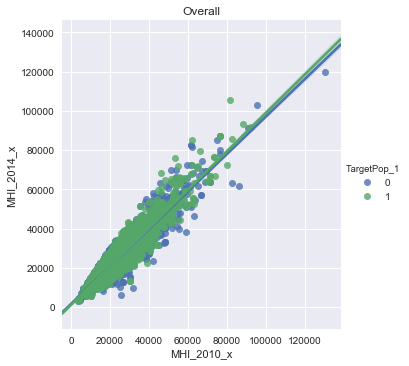 Overall
140000
120000
100000
80000
60000
40000
20000
0
MHI_2014_x
0 20000 40000 60000 80000 100000 120000
MHI_2010_x
TargetPop_1
0
1